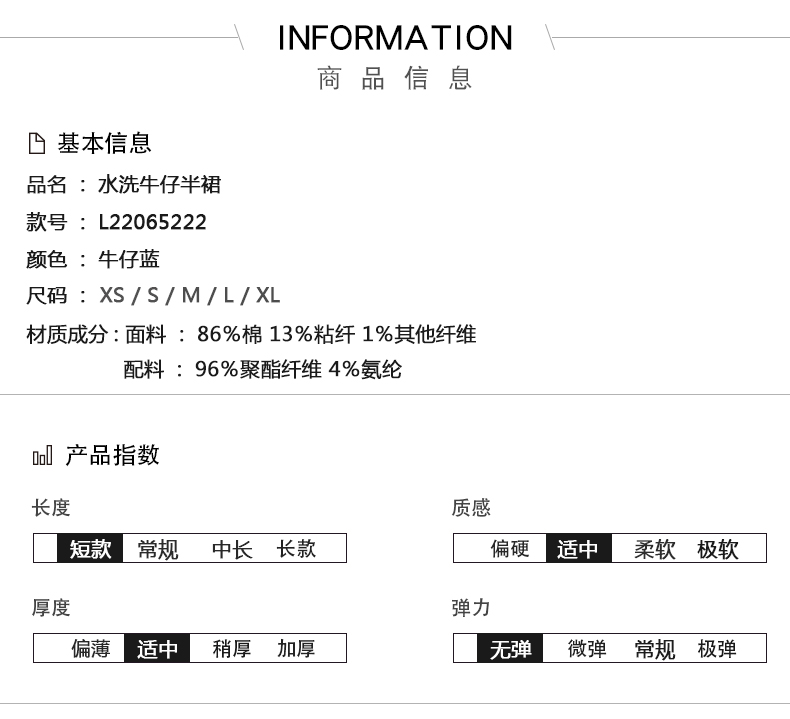 INFORMATION
商品信息
基本信息
品名 : 水洗牛仔半裙
款号 : L22065222
颜色 : 牛仔蓝
尺码 : XS / S / M / L / XL
材质成分 : 面料 : 86%棉 13%粘纤 1%其他纤维
配料 : 96%聚酯纤维 4%氨纶
产品指数
长度
短款 常规 中长 长款
质感
偏硬 适中 柔软 极软
厚度
偏薄 适中 稍厚 加厚
弹力
无弹 微弹 常规 极弹